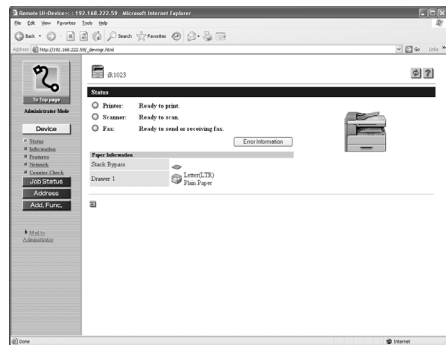 Remote UI<Device>: : 192.168.222.59/ Microsoft Internet Explorer
File Edit View Favorites Tools Help
Back Search Favorites
Address http://192.168.222.59/_devmgr.html Go Links
To Top page
Administrator Mode
Device
Status
Information
Features
Network
Counter Check
Job Status
Address
Add. Func.
Mail to
Administrator
iR1023
Status
Printer: Ready to print.
Scanner: Ready to scan.
Fax: Ready to send or receiving fax.
Error Information
Paper Information
Stack Bypass
Drawer 1 Letter(LTR)
Plain Paper
Done Internet